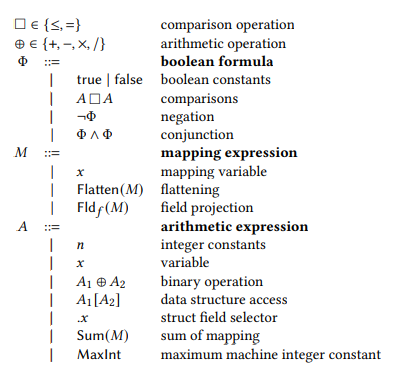 □ ∈ {≤, =} comparison operation
⊕ ∈ {+, −, ×, /} arithmetic operation
Φ ::= boolean formula
| true | false boolean constants
| A □ A comparisons
| ¬Φ negation
| Φ ∧ Φ conjunction
M ::= mapping expression
| x mapping variable
| Flatten(M) flattening
| Fld_f(M) field projection
A ::= arithmetic expression
| n integer constants
| x variable
| A₁ ⊕ A₂ binary operation
| A₁[A₂] data structure access
| .x struct field selector
| Sum(M) sum of mapping
| MaxInt maximum machine integer constant